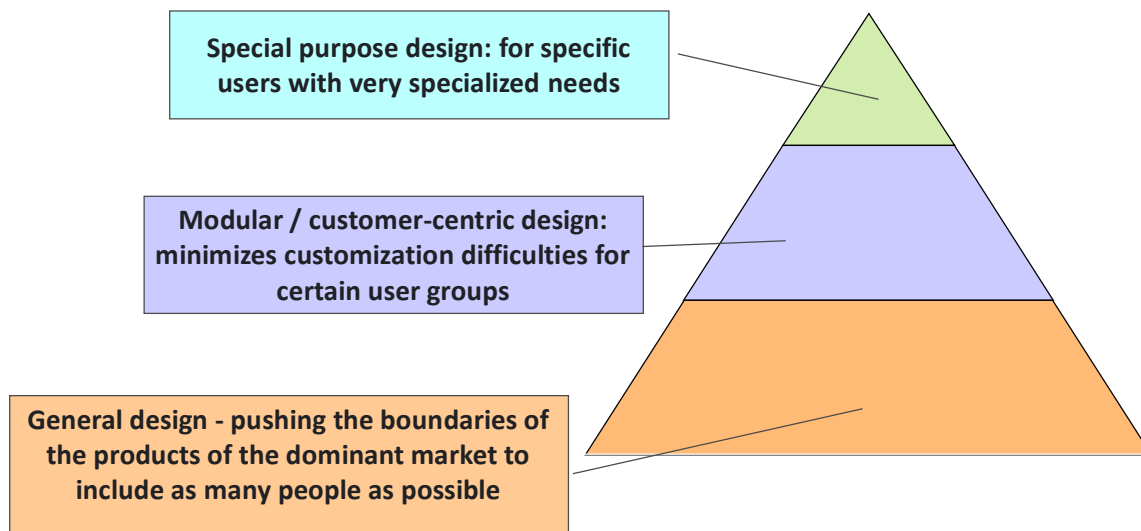 Special purpose design: for specific
users with very specialized needs
Modular / customer-centric design:
minimizes customization difficulties for
certain user groups
General design - pushing the boundaries of
the products of the dominant market to
include as many people as possible